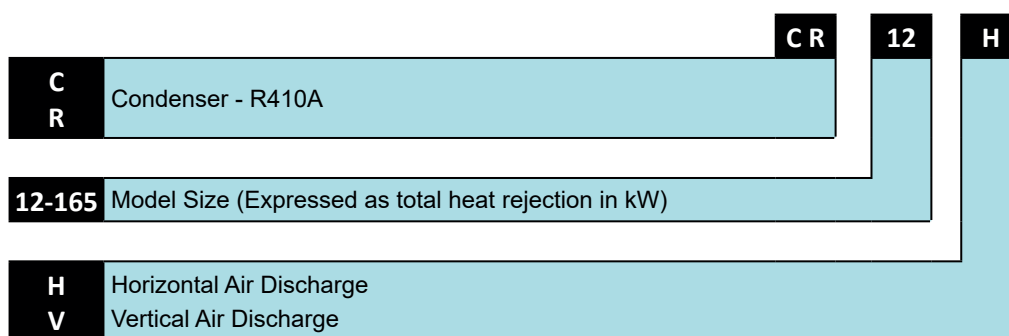 C R 12 H
C
R
Condenser - R410A
12-165 Model Size (Expressed as total heat rejection in kW)
H Horizontal Air Discharge
V Vertical Air Discharge